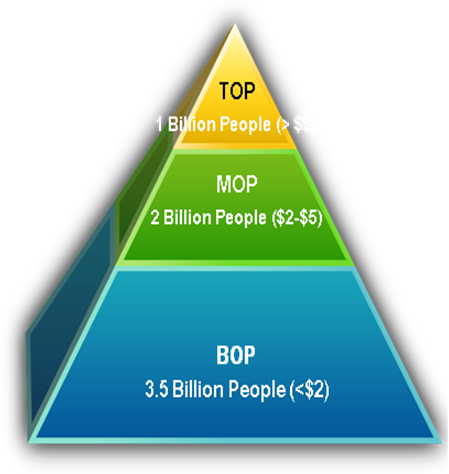 TOP
1 Billion People (> $
MOP
2 Billion People ($2-$5)
BOP
3.5 Billion People (<$2)